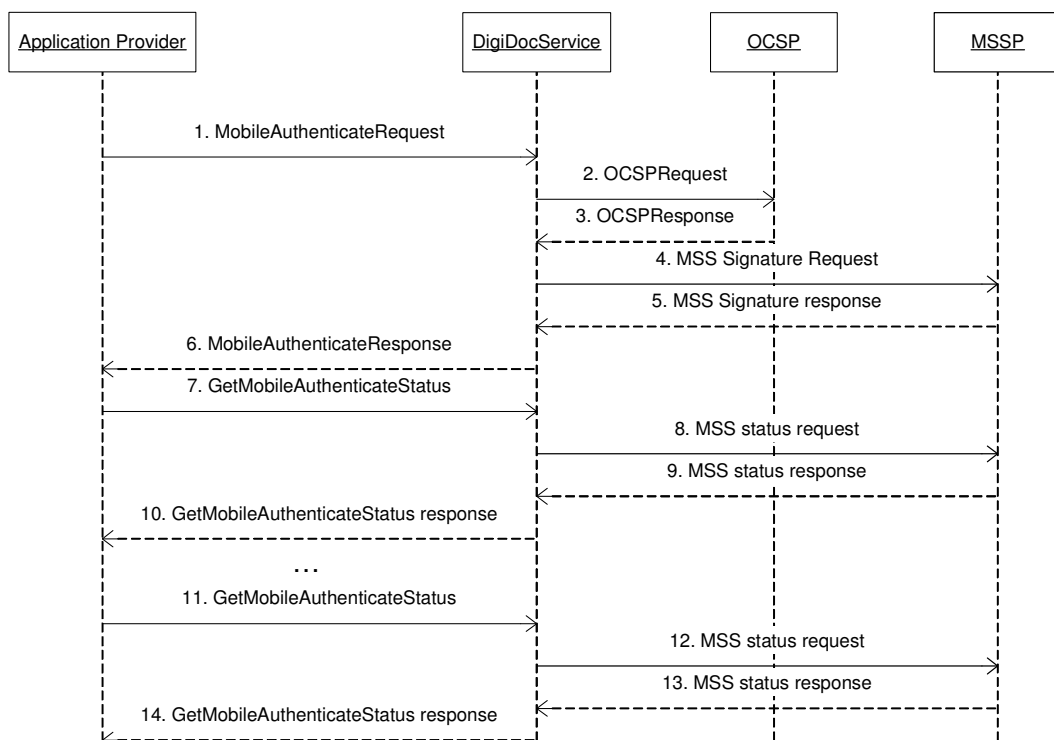 Application Provider
DigiDocService
OCSP
MSSP
1. MobileAuthenticateRequest
2. OCSPRequest
3. OCSPResponse
4. MSS Signature Request
5. MSS Signature response
6. MobileAuthenticateResponse
7. GetMobileAuthenticateStatus
8. MSS status request
9. MSS status response
10. GetMobileAuthenticateStatus response
...
11. GetMobileAuthenticateStatus
12. MSS status request
13. MSS status response
14. GetMobileAuthenticateStatus response